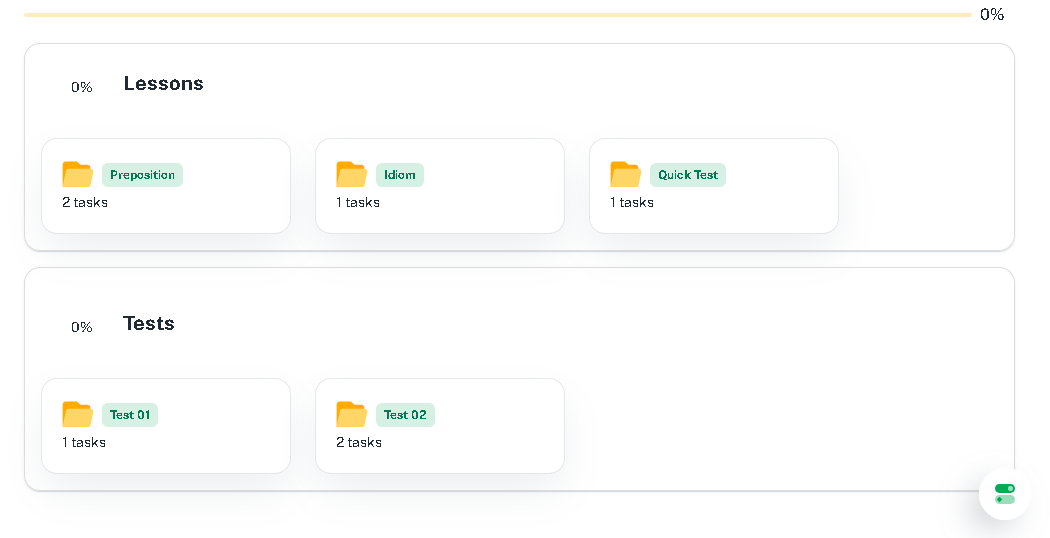 0%
0% Lessons
Preposition
2 tasks
Idiom
1 tasks
Quick Test
1 tasks
0% Tests
Test 01
1 tasks
Test 02
2 tasks